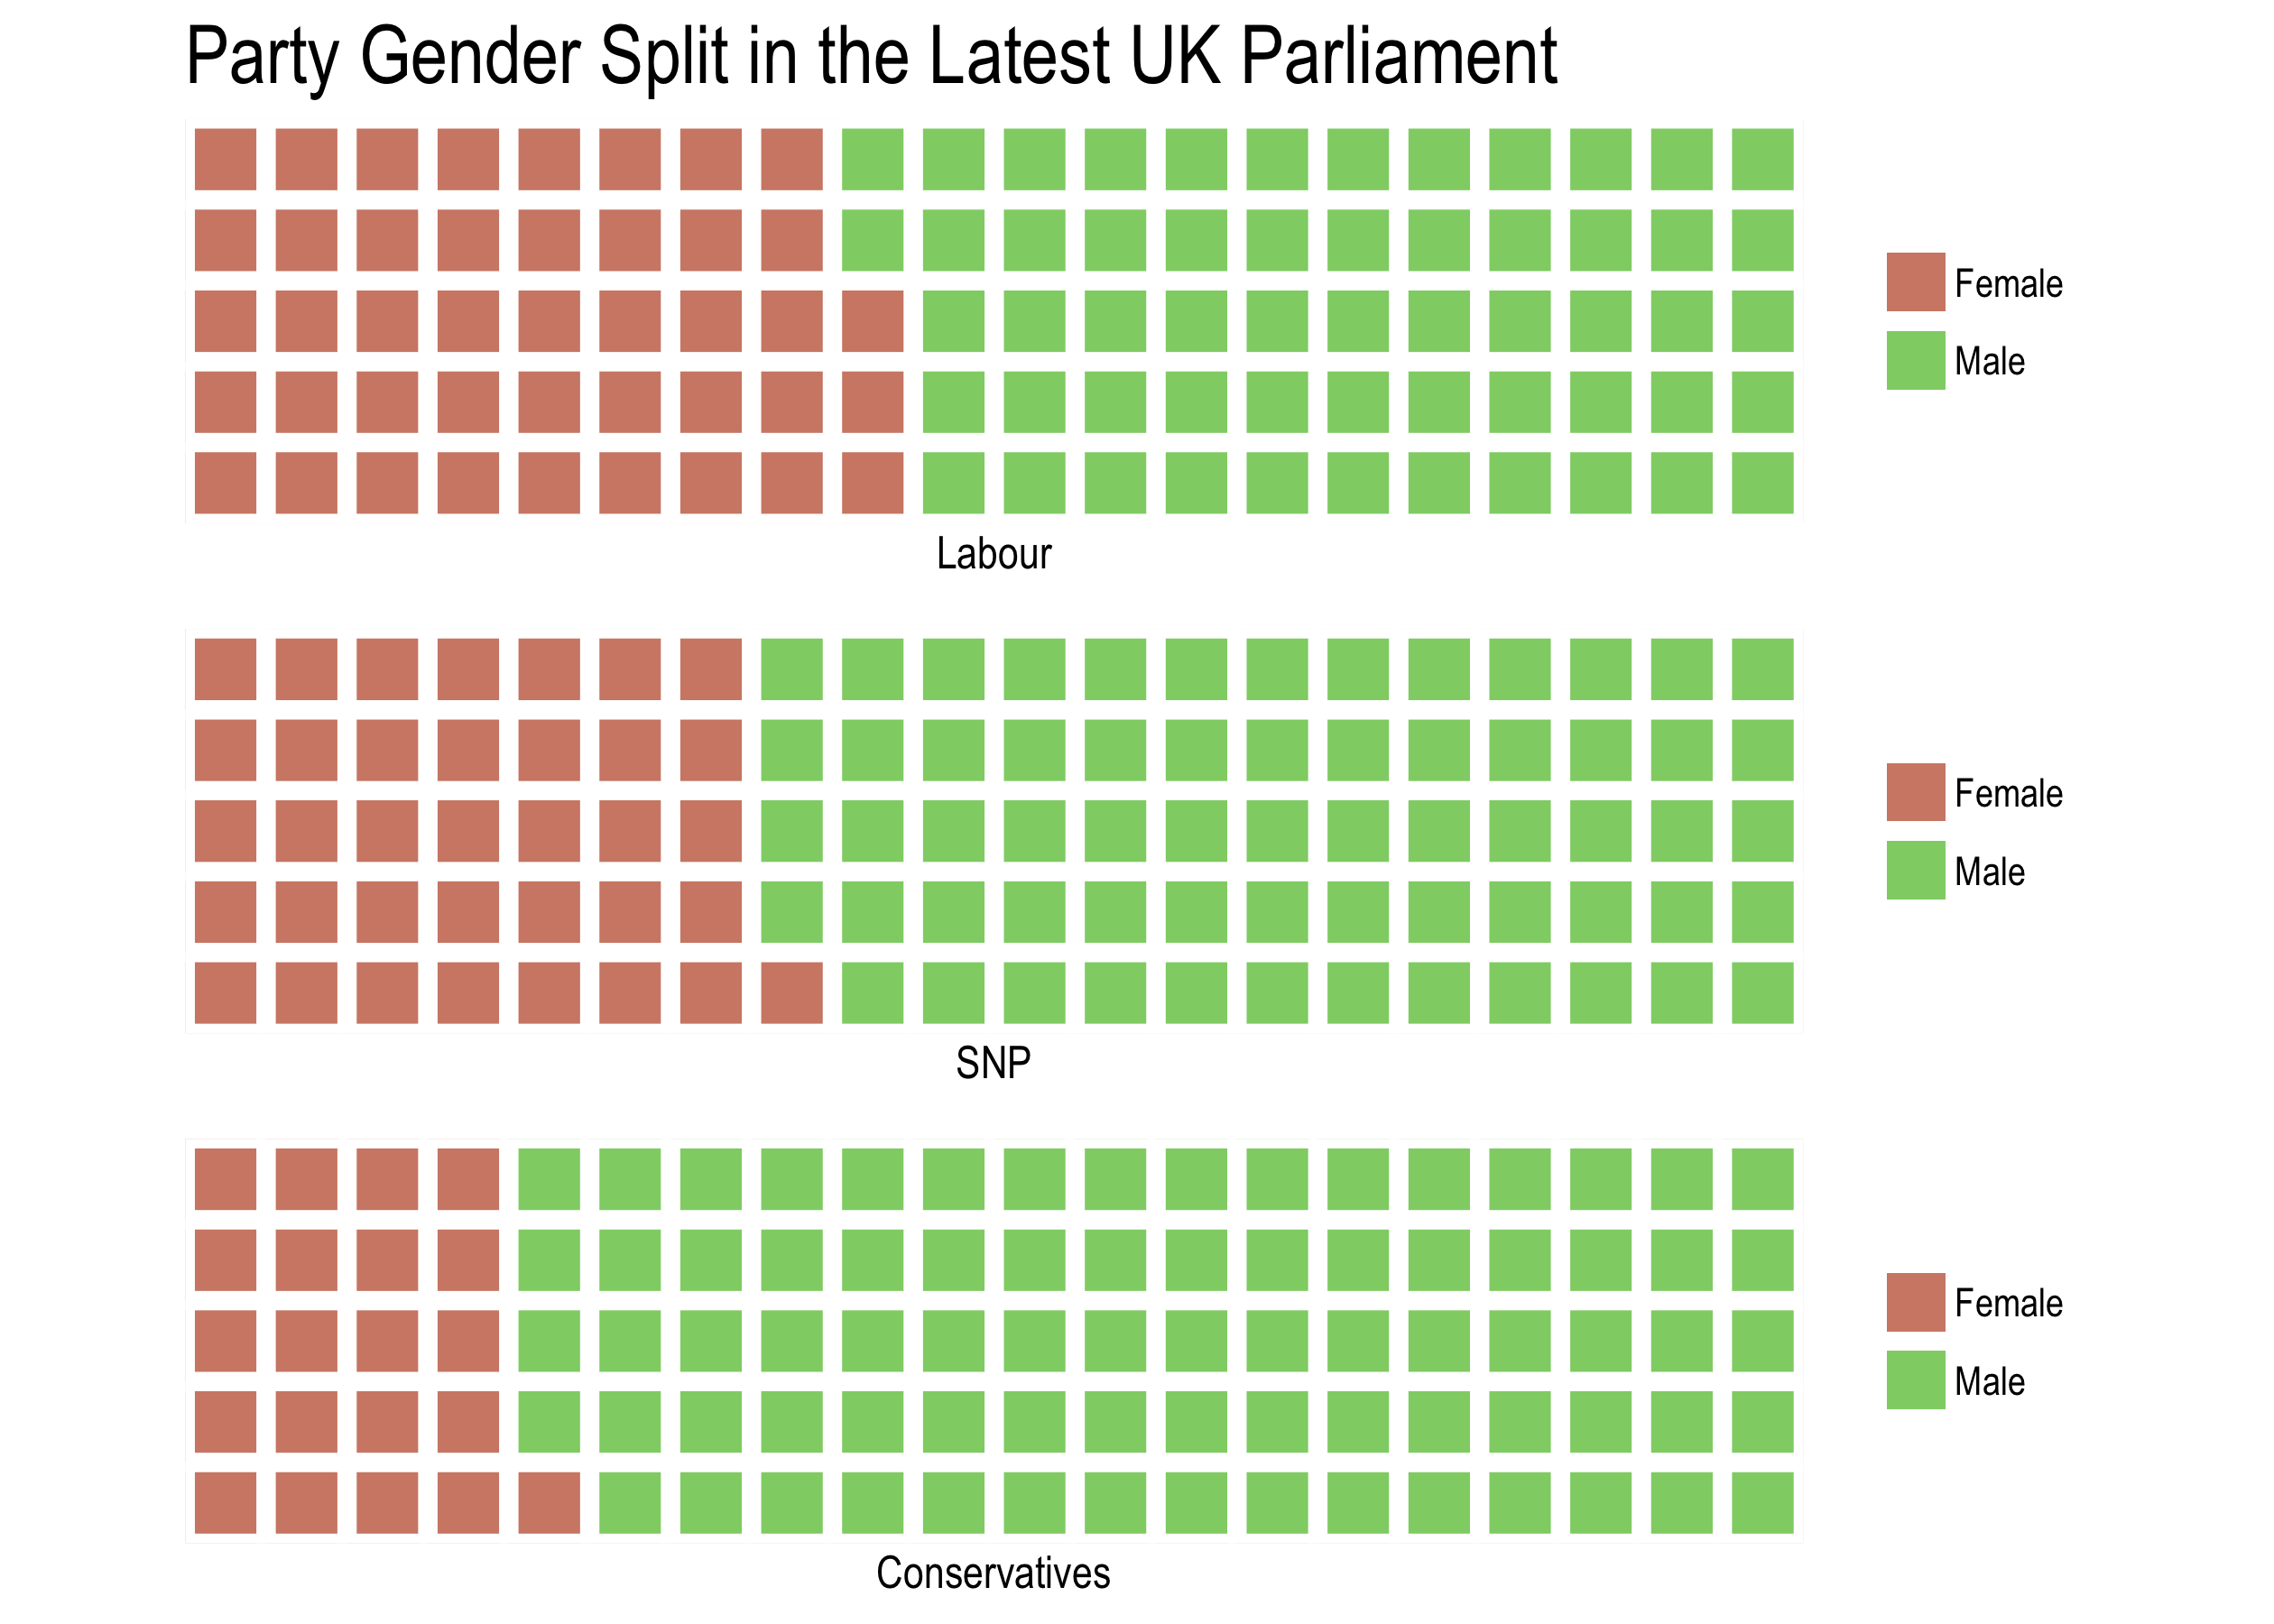 Party Gender Split in the Latest UK Parliament
Female
Male
Labour
Female
Male
SNP
Female
Male
Conservatives